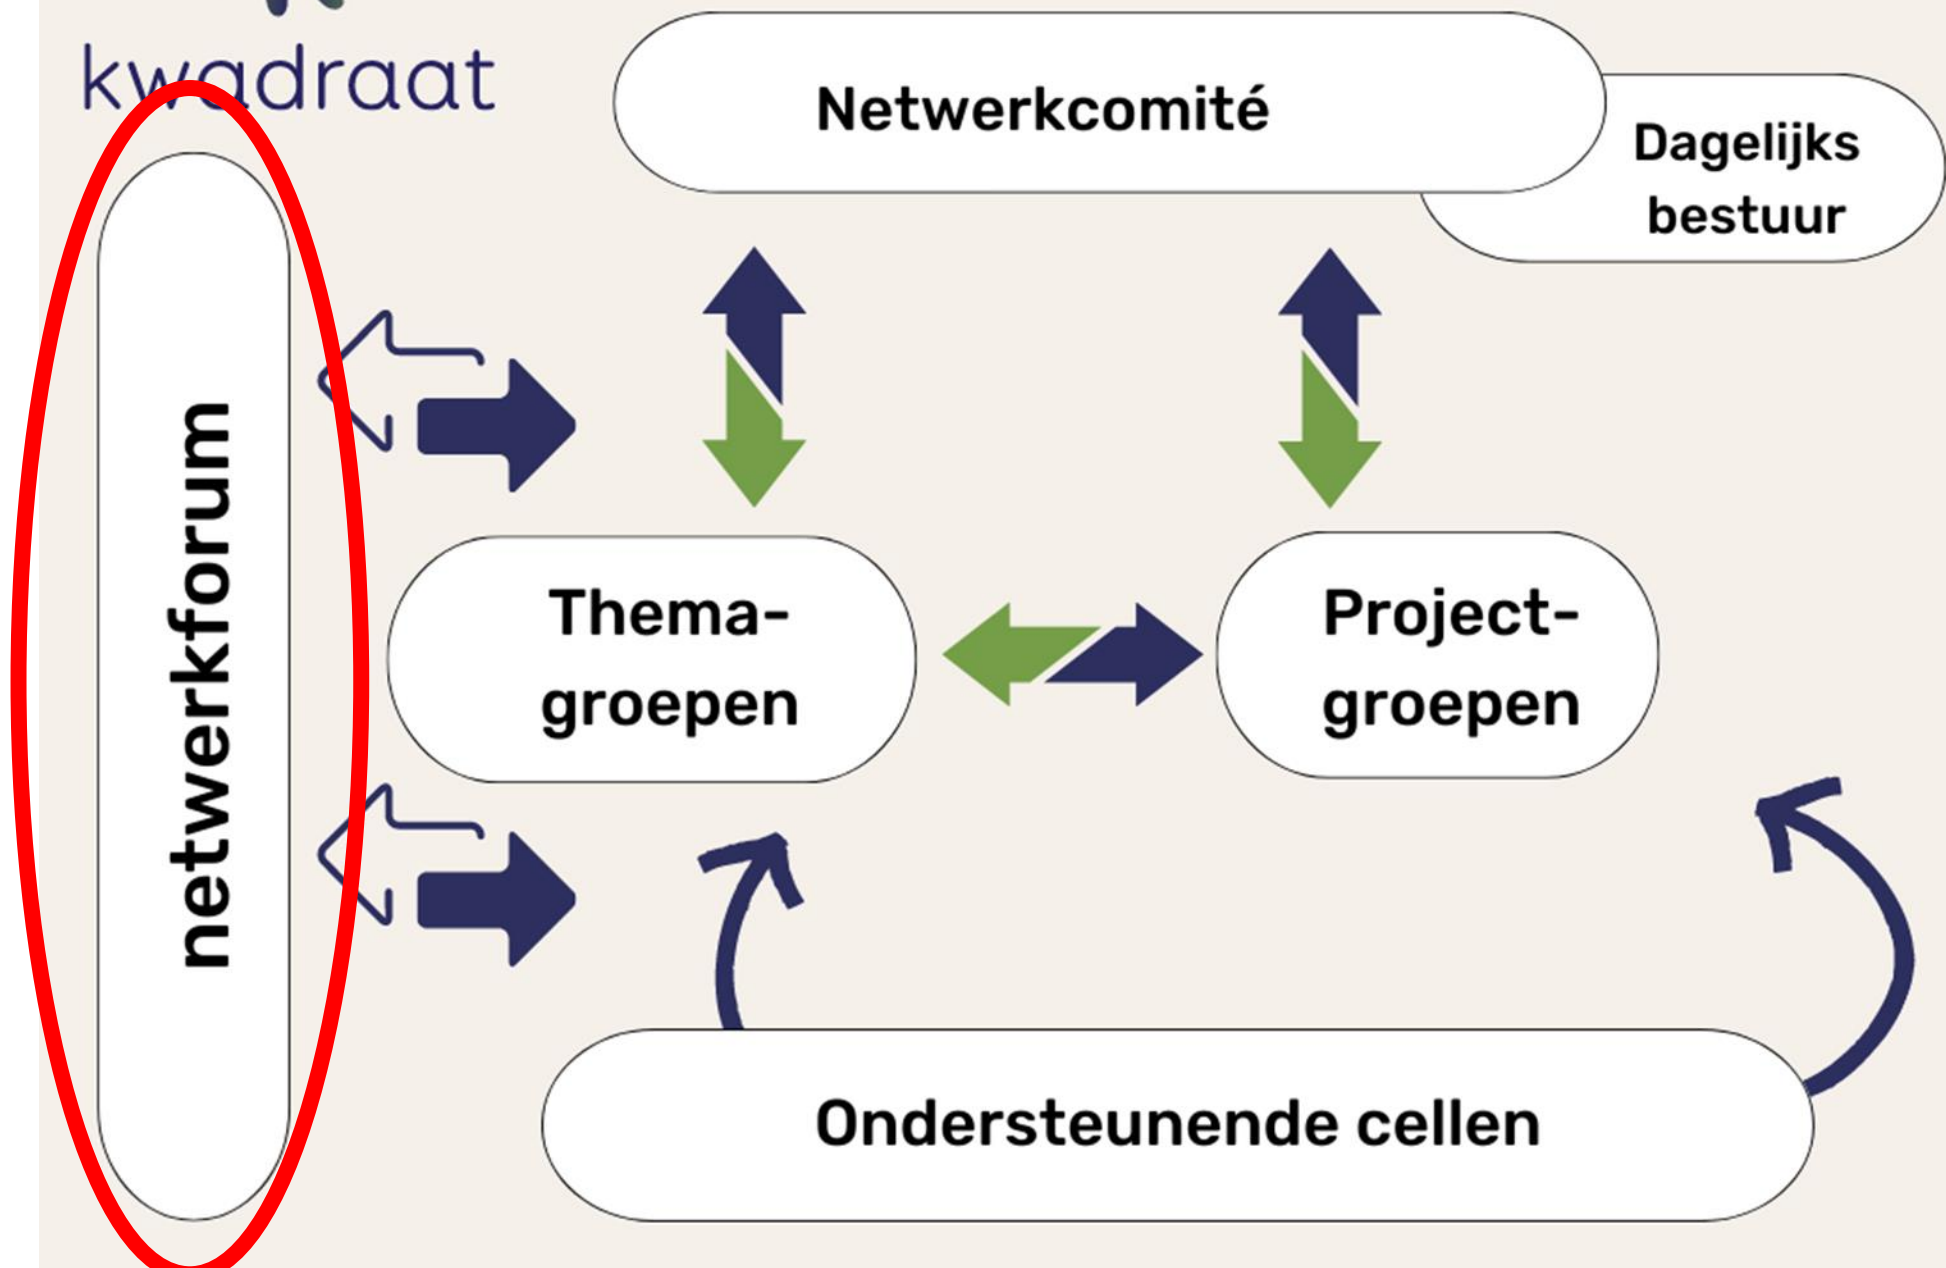 kwadraat
Netwerkcomité
Dagelijks
bestuur
netwerkforum
Thema-
groepen
Project-
groepen
Ondersteunende cellen